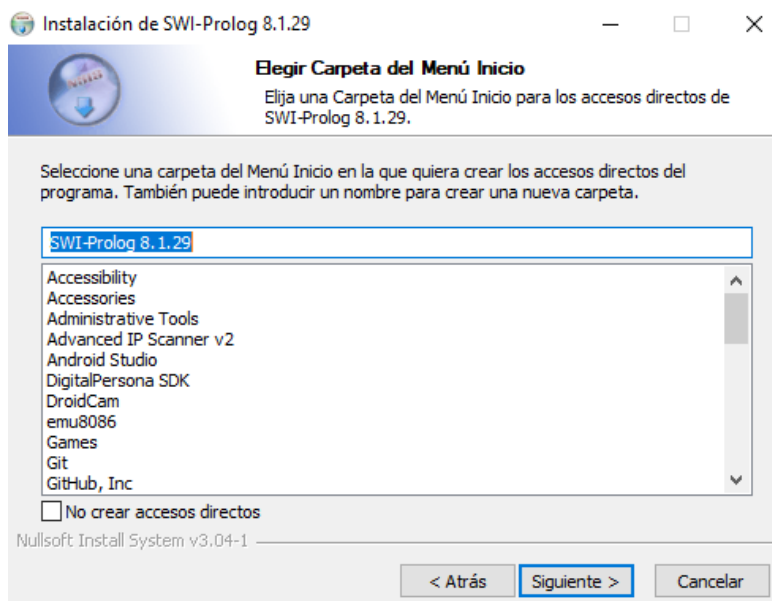 Instalación de SWI-Prolog 8.1.29
Elegir Carpeta del Menú Inicio
Elija una Carpeta del Menú Inicio para los accesos directos de
SWI-Prolog 8.1.29.
Seleccione una carpeta del Menú Inicio en la que quiera crear los accesos directos del
programa. También puede introducir un nombre para crear una nueva carpeta.
SWI-Prolog 8.1.29
Accessibility
Accessories
Administrative Tools
Advanced IP Scanner v2
Android Studio
DigitalPersona SDK
DroidCam
emu8086
Games
Git
GitHub, Inc
No crear accesos directos
Nullsoft Install System v3.04-1
< Atrás
Siguiente >
Cancelar